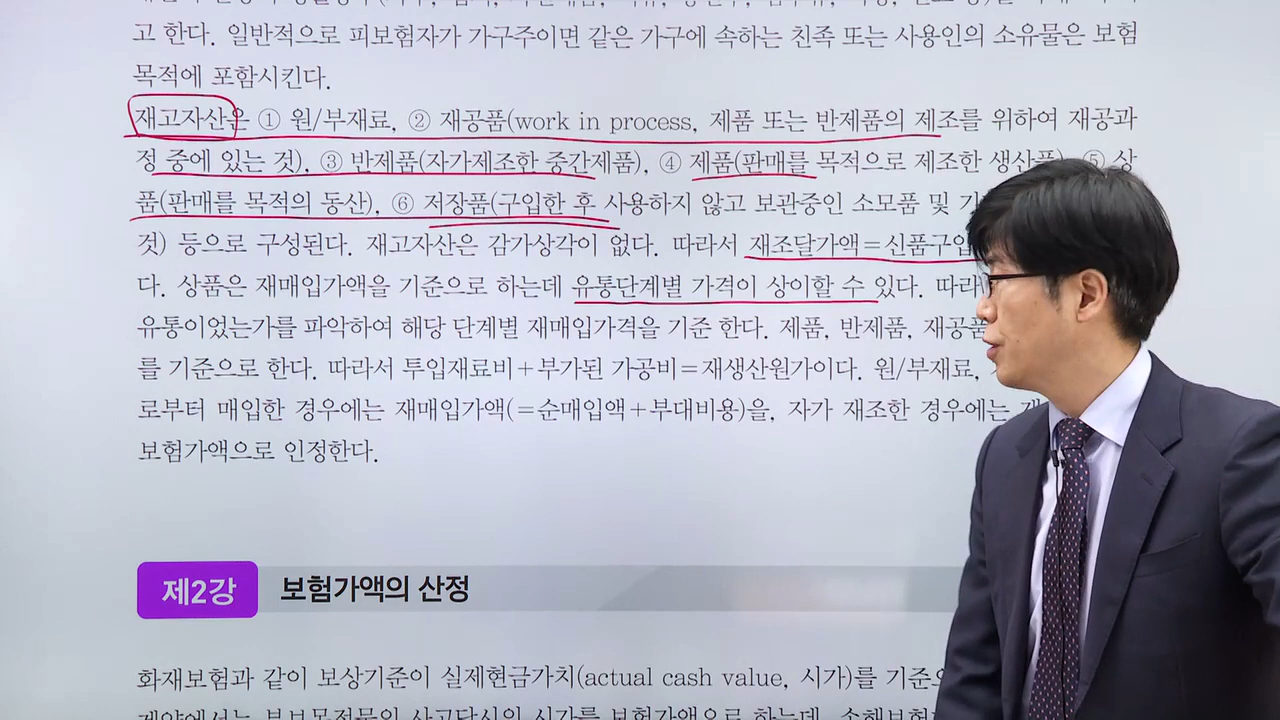 고 한다. 일반적으로 피보험자가 가구주이면 같은 가구에 속하는 친족 또는 사용인의 소유물은 보험
목적에 포함시킨다.
재고자산은 ① 원/부재료, ② 재공품(work in process, 제품 또는 반제품의 제조를 위하여 재공과
정 중에 있는 것), ③ 반제품(자가제조한 중간제품), ④ 제품(판매를 목적으로 제조한 생산품), ⑤ 상
품(판매를 목적의 동산), ⑥ 저장품(구입한 후 사용하지 않고 보관중인 소모품 및
것) 등으로 구성된다. 재고자산은 감가상각이 없다. 따라서 재조달가액=신품구입
다. 상품은 재매입가액을 기준으로 하는데 유통단계별 가격이 상이할 수 있다.
유통이었는가를 파악하여 해당 단계별 재매입가격을 기준 한다. 제품, 반제품, 재공품
를 기준으로 한다. 따라서 투입재료비+부가된 가공비=재생산원가이다. 원/부재료,
로부터 매입한 경우에는 재매입가액(=순매입액+부대비용)을, 자가 재조한 경우에는
보험가액으로 인정한다.
제2강 보험가액의 산정
화재보험과 같이 보상기준이 실제현금가치(actual cash value, 시가)를